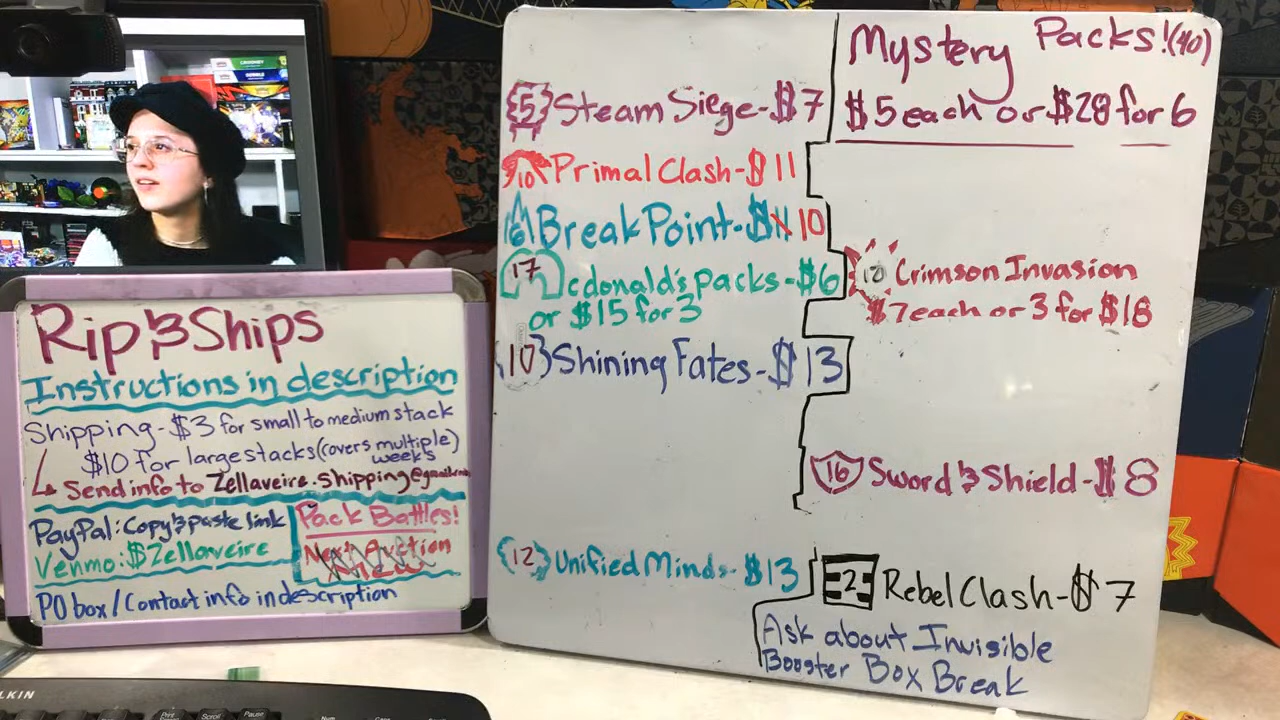 Rip & Ships
Instructions in description
Shipping - $3 for small to medium stack
$10 for large stacks (covers multiple weeks)
Send info to Zellaveire.shipping@
PayPal: Copy & paste link
Venmo: $Zellaveire
Pack Battles!
Next Auction
PO box / Contact info in description
5 Steam Siege - $7
10 Primal Clash - $11
16 Break Point - $ 10
17 Mcdonald's packs - $6
or $15 for 3
10 Shining Fates - $13
12 Unified Minds - $13
Mystery Packs! (40)
$5 each or $28 for 6
Crimson Invasion
$7 each or 3 for $18
16 Sword & Shield - $8
2 Rebel Clash - $7
Ask about Invisible
Booster Box Break
LKIN
Scroll
Pause